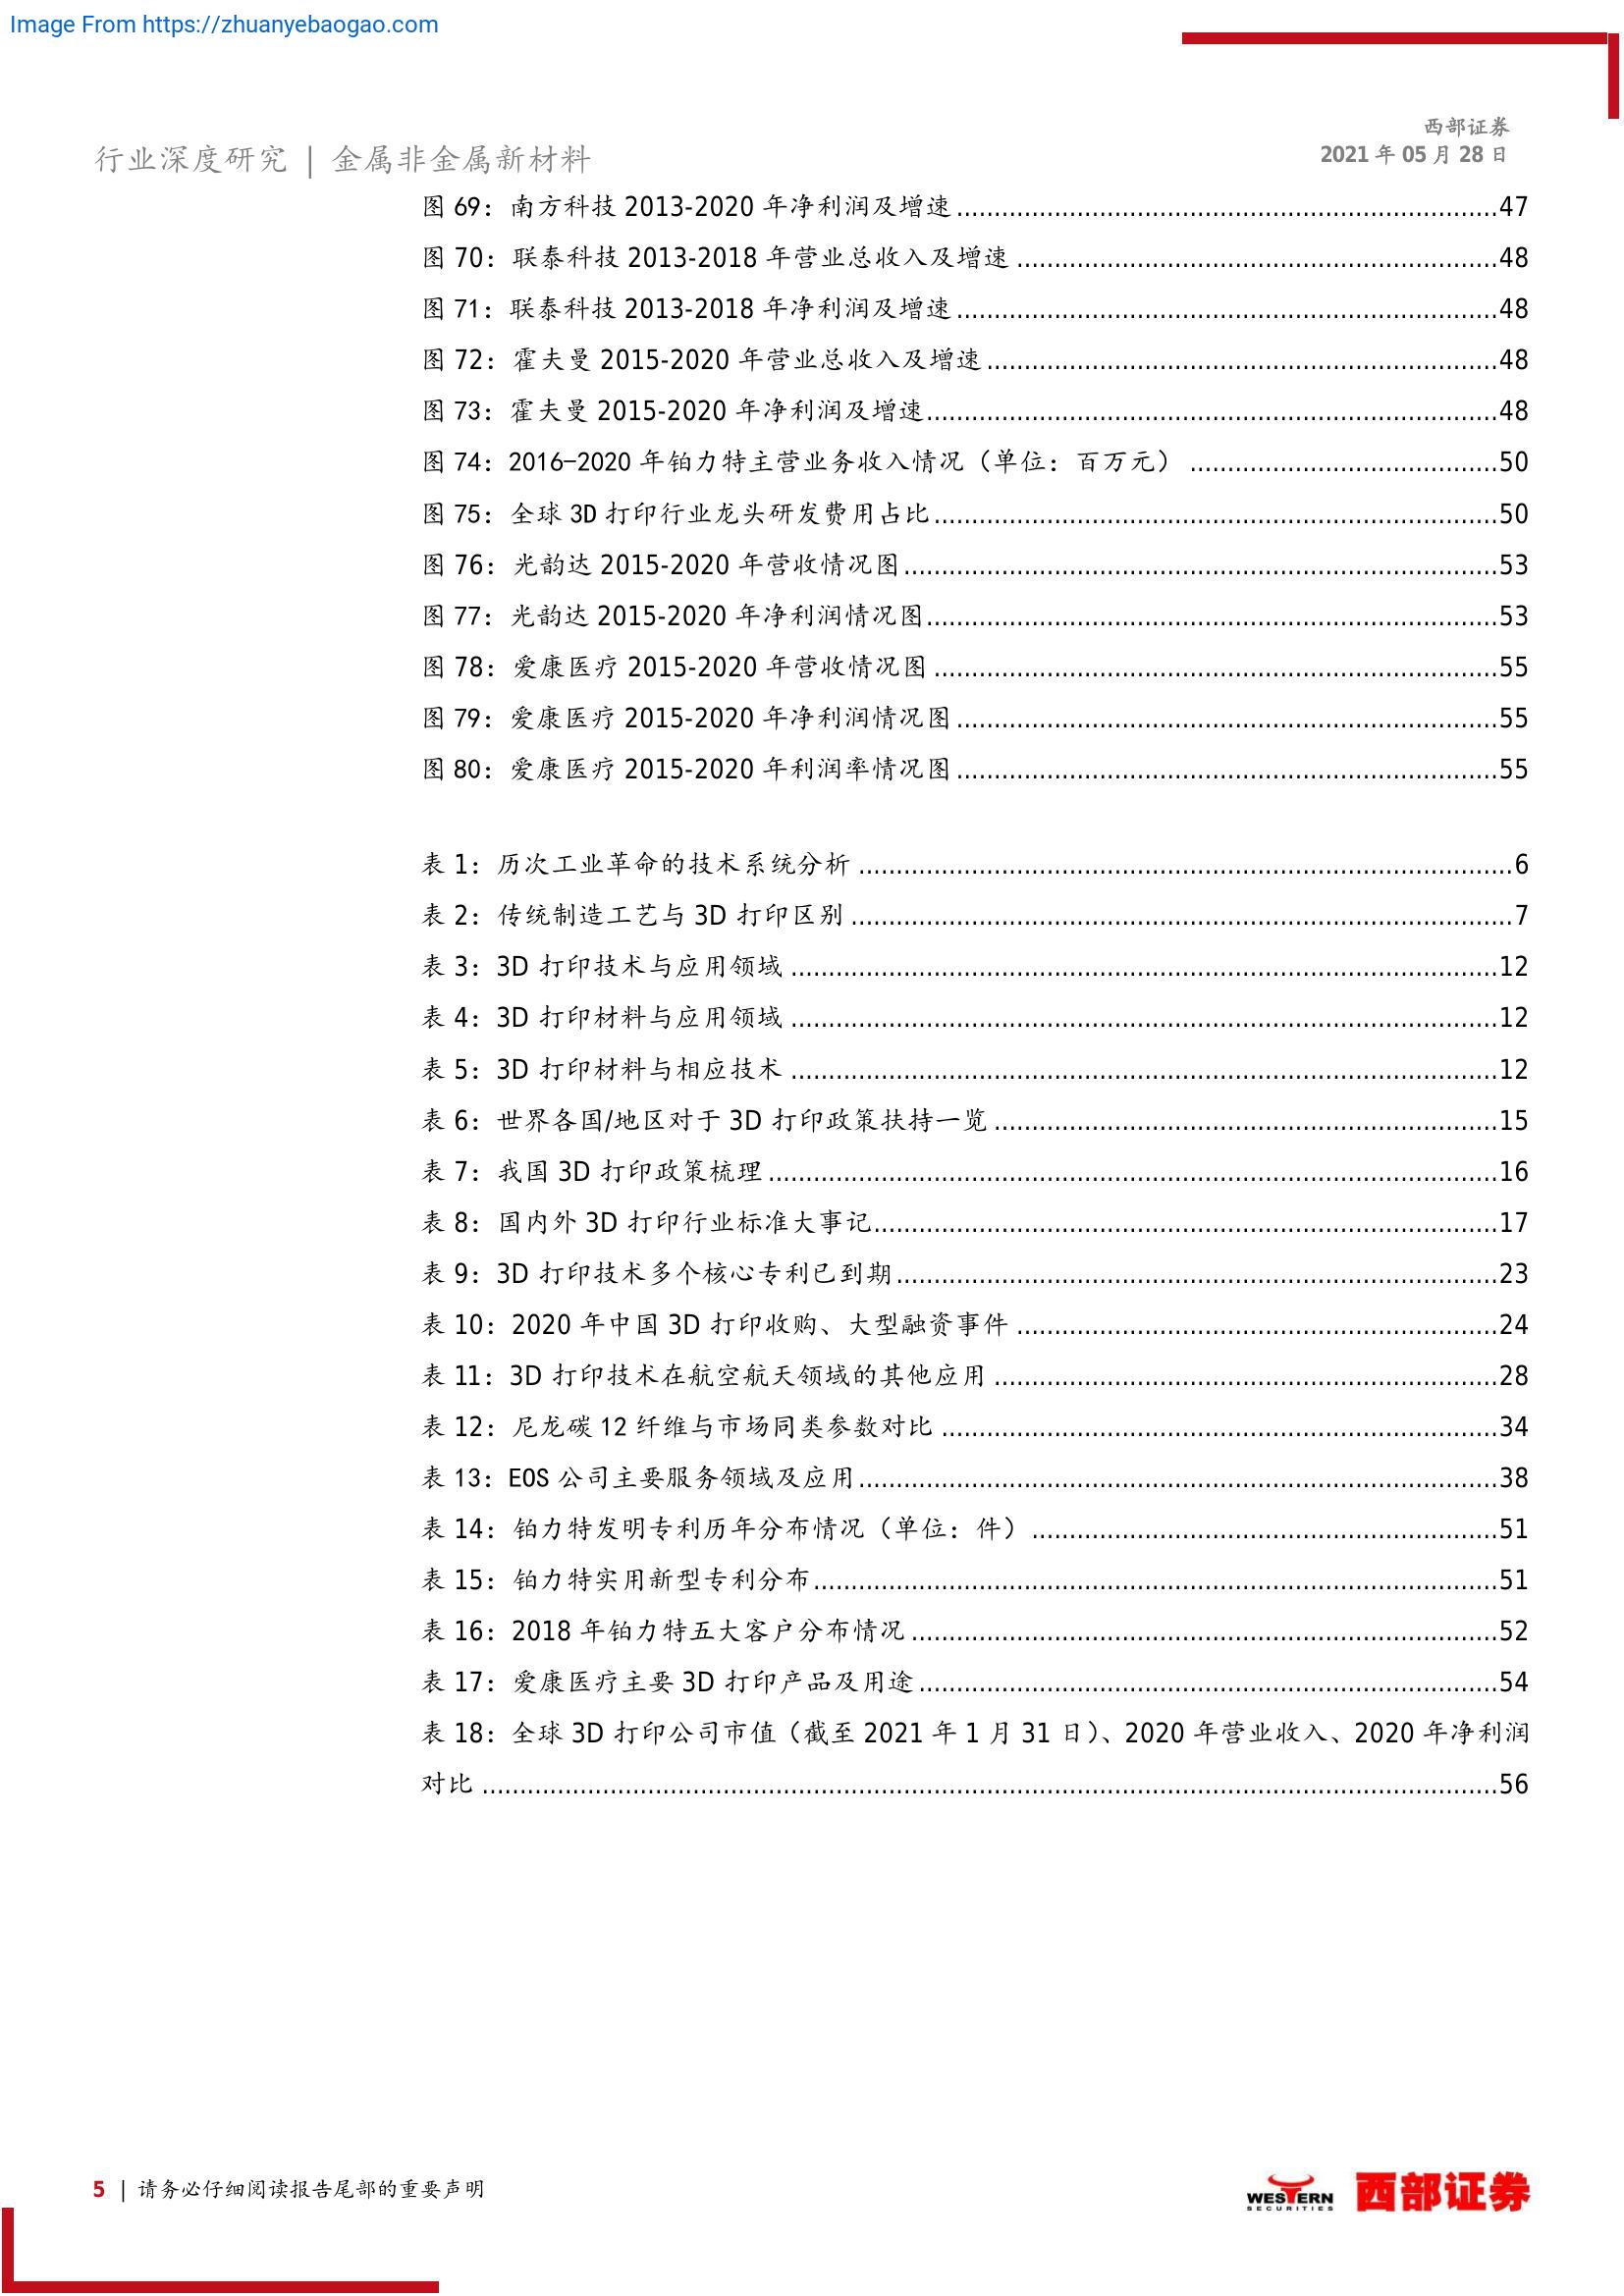 Image From https://zhuanyebaogao.com
西部证券
行业深度研究 | 金属非金属新材料
2021 年 05 月 28 日
图 69：南方科技 2013-2020 年净利润及增速........47
图 70：联泰科技 2013-2018 年营业总收入及增速........48
图 71：联泰科技 2013-2018 年净利润及增速........48
图 72：霍夫曼 2015-2020 年营业总收入及增速........48
图 73：霍夫曼 2015-2020 年净利润及增速........48
图 74：2016-2020 年铂力特主营业务收入情况（单位：百万元）........50
图 75：全球 3D 打印行业龙头研发费用占比........50
图 76：光韵达 2015-2020 年营收情况图........53
图 77：光韵达 2015-2020 年净利润情况图........53
图 78：爱康医疗 2015-2020 年营收情况图........55
图 79：爱康医疗 2015-2020 年净利润情况图........55
图 80：爱康医疗 2015-2020 年利润率情况图........55
表 1：历次工业革命的技术系统分析........6
表 2：传统制造工艺与 3D 打印区别........7
表 3：3D 打印技术与应用领域........12
表 4：3D 打印材料与应用领域........12
表 5：3D 打印材料与相应技术........12
表 6：世界各国/地区对于 3D 打印政策扶持一览........15
表 7：我国 3D 打印政策梳理........16
表 8：国内外 3D 打印行业标准大事记........17
表 9：3D 打印技术多个核心专利已到期........23
表 10：2020 年中国 3D 打印收购、大型融资事件........24
表 11：3D 打印技术在航空航天领域的其他应用........28
表 12：尼龙碳 12 纤维与市场同类参数对比........34
表 13：EOS 公司主要服务领域及应用........38
表 14：铂力特发明专利历年分布情况（单位：件）........51
表 15：铂力特实用新型专利分布........51
表 16：2018 年铂力特五大客户分布情况........52
表 17：爱康医疗主要 3D 打印产品及用途........54
表 18：全球 3D 打印公司市值（截至 2021 年 1 月 31 日）、2020 年营业收入、2020 年净利润
对比........56
5 | 请务必仔细阅读报告尾部的重要声明
WESTERN
SECURITIES
西部证券